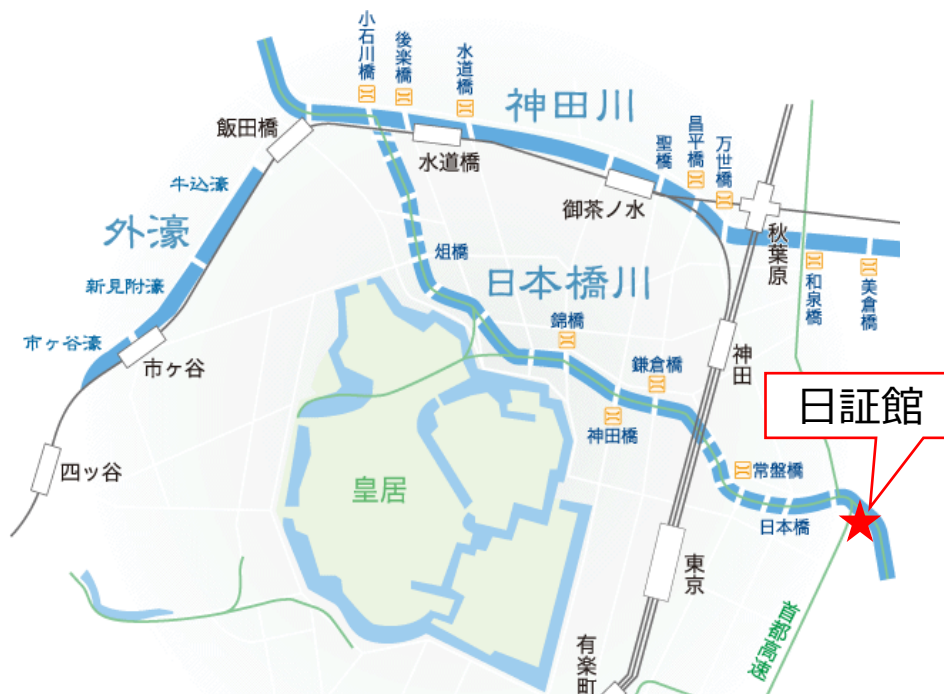 小石川橋
後楽橋
水道橋
神田川
飯田橋
水道橋
聖橋
昌平橋
万世橋
牛込濠
御茶ノ水
外濠
秋葉原
俎橋
日本橋川
新見附濠
和泉橋
美倉橋
錦橋
市ヶ谷濠
市ヶ谷
鎌倉橋
神田
日証館
神田橋
四ッ谷
常盤橋
皇居
日本橋
東京
首都高速
有楽町